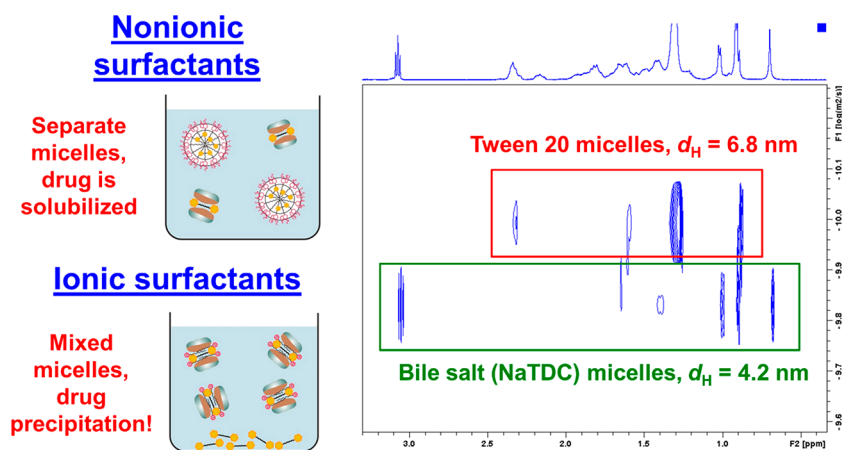 Nonionic
surfactants
Separate
micelles,
drug is
solubilized
Ionic surfactants
Mixed
micelles,
drug
precipitation!
Tween 20 micelles, dH = 6.8 nm
Bile salt (NaTDC) micelles, dH = 4.2 nm
F1 [log(m2/s)]
-10.1
-10.0
-9.9
-9.8
-9.7
-9.6
3.0 2.5 2.0 1.5 1.0 F2 [ppm]